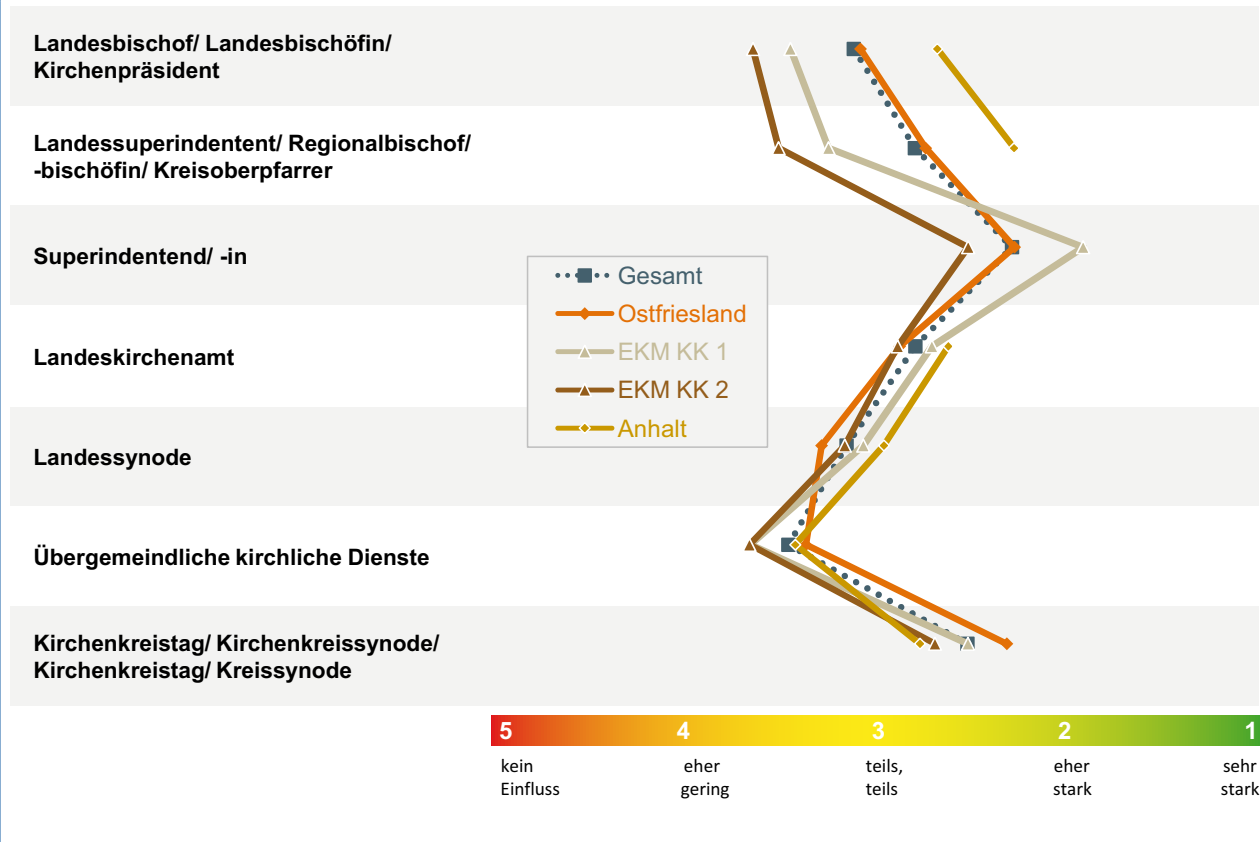 Landesbischof/ Landesbischöfin/
Kirchenpräsident
Landessuperindentent/ Regionalbischof/
-bischöfin/ Kreisoberpfarrer
Superindentend/ -in
Landeskirchenamt
Landessynode
Übergemeindliche kirchliche Dienste
Kirchenkreistag/ Kirchenkreissynode/
Kirchenkreistag/ Kreissynode
Gesamt
Ostfriesland
EKM KK 1
EKM KK 2
Anhalt
5 4 3 2 1
kein eher teils, eher sehr
Einfluss gering teils stark stark